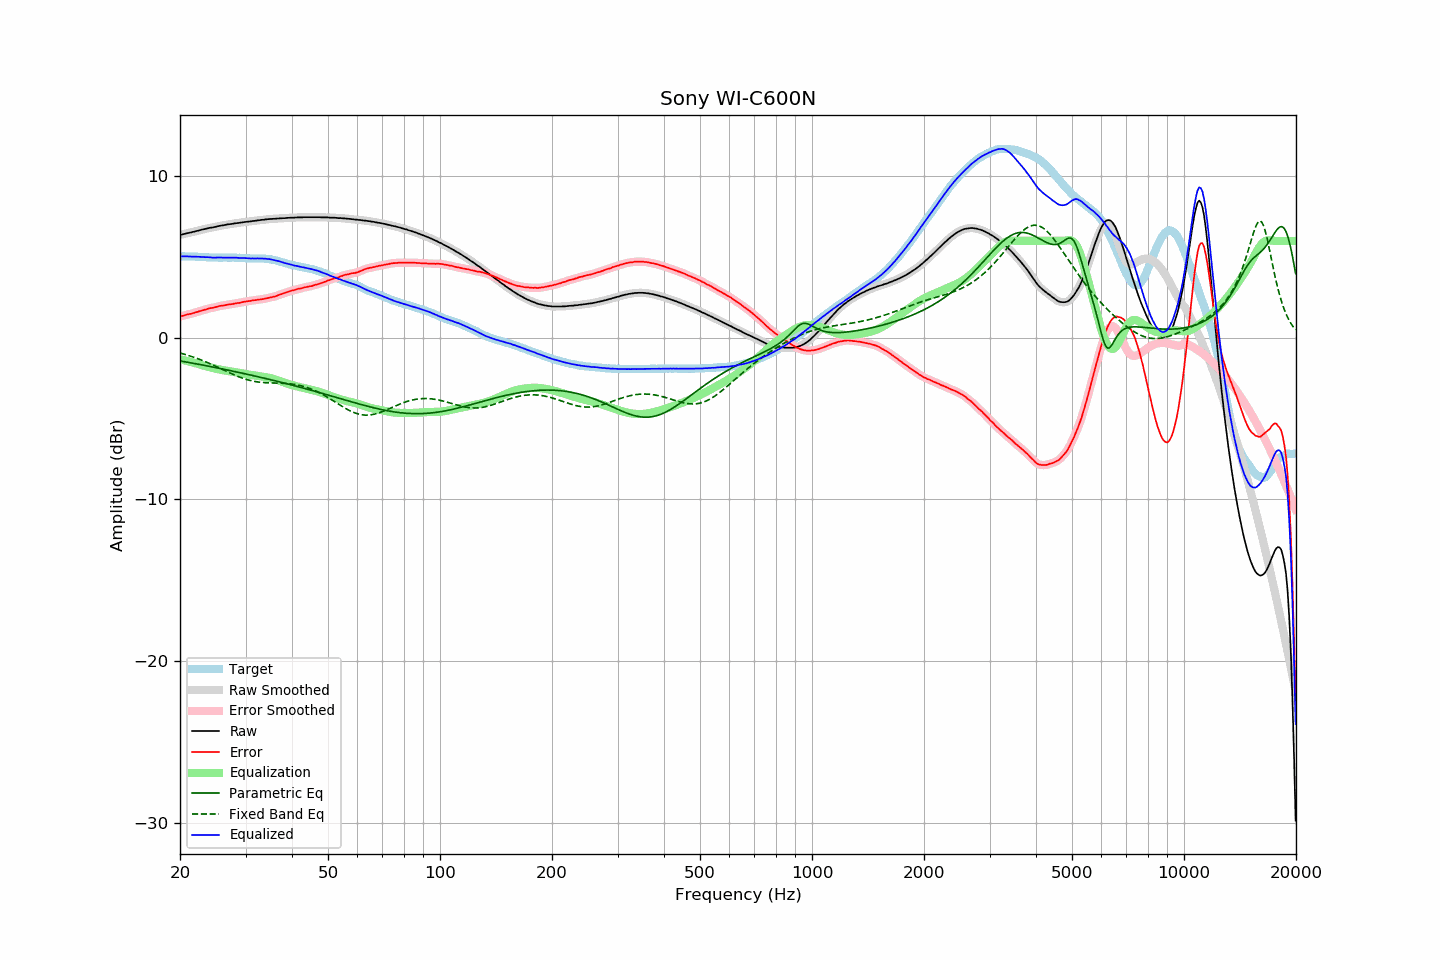 Sony WI-C600N
Amplitude (dBr)
10
0
−10
−20
−30
Target
Raw Smoothed
Error Smoothed
Raw
Error
Equalization
Parametric Eq
Fixed Band Eq
Equalized
20 50 100 200 500 1000 2000 5000 10000 20000
Frequency (Hz)